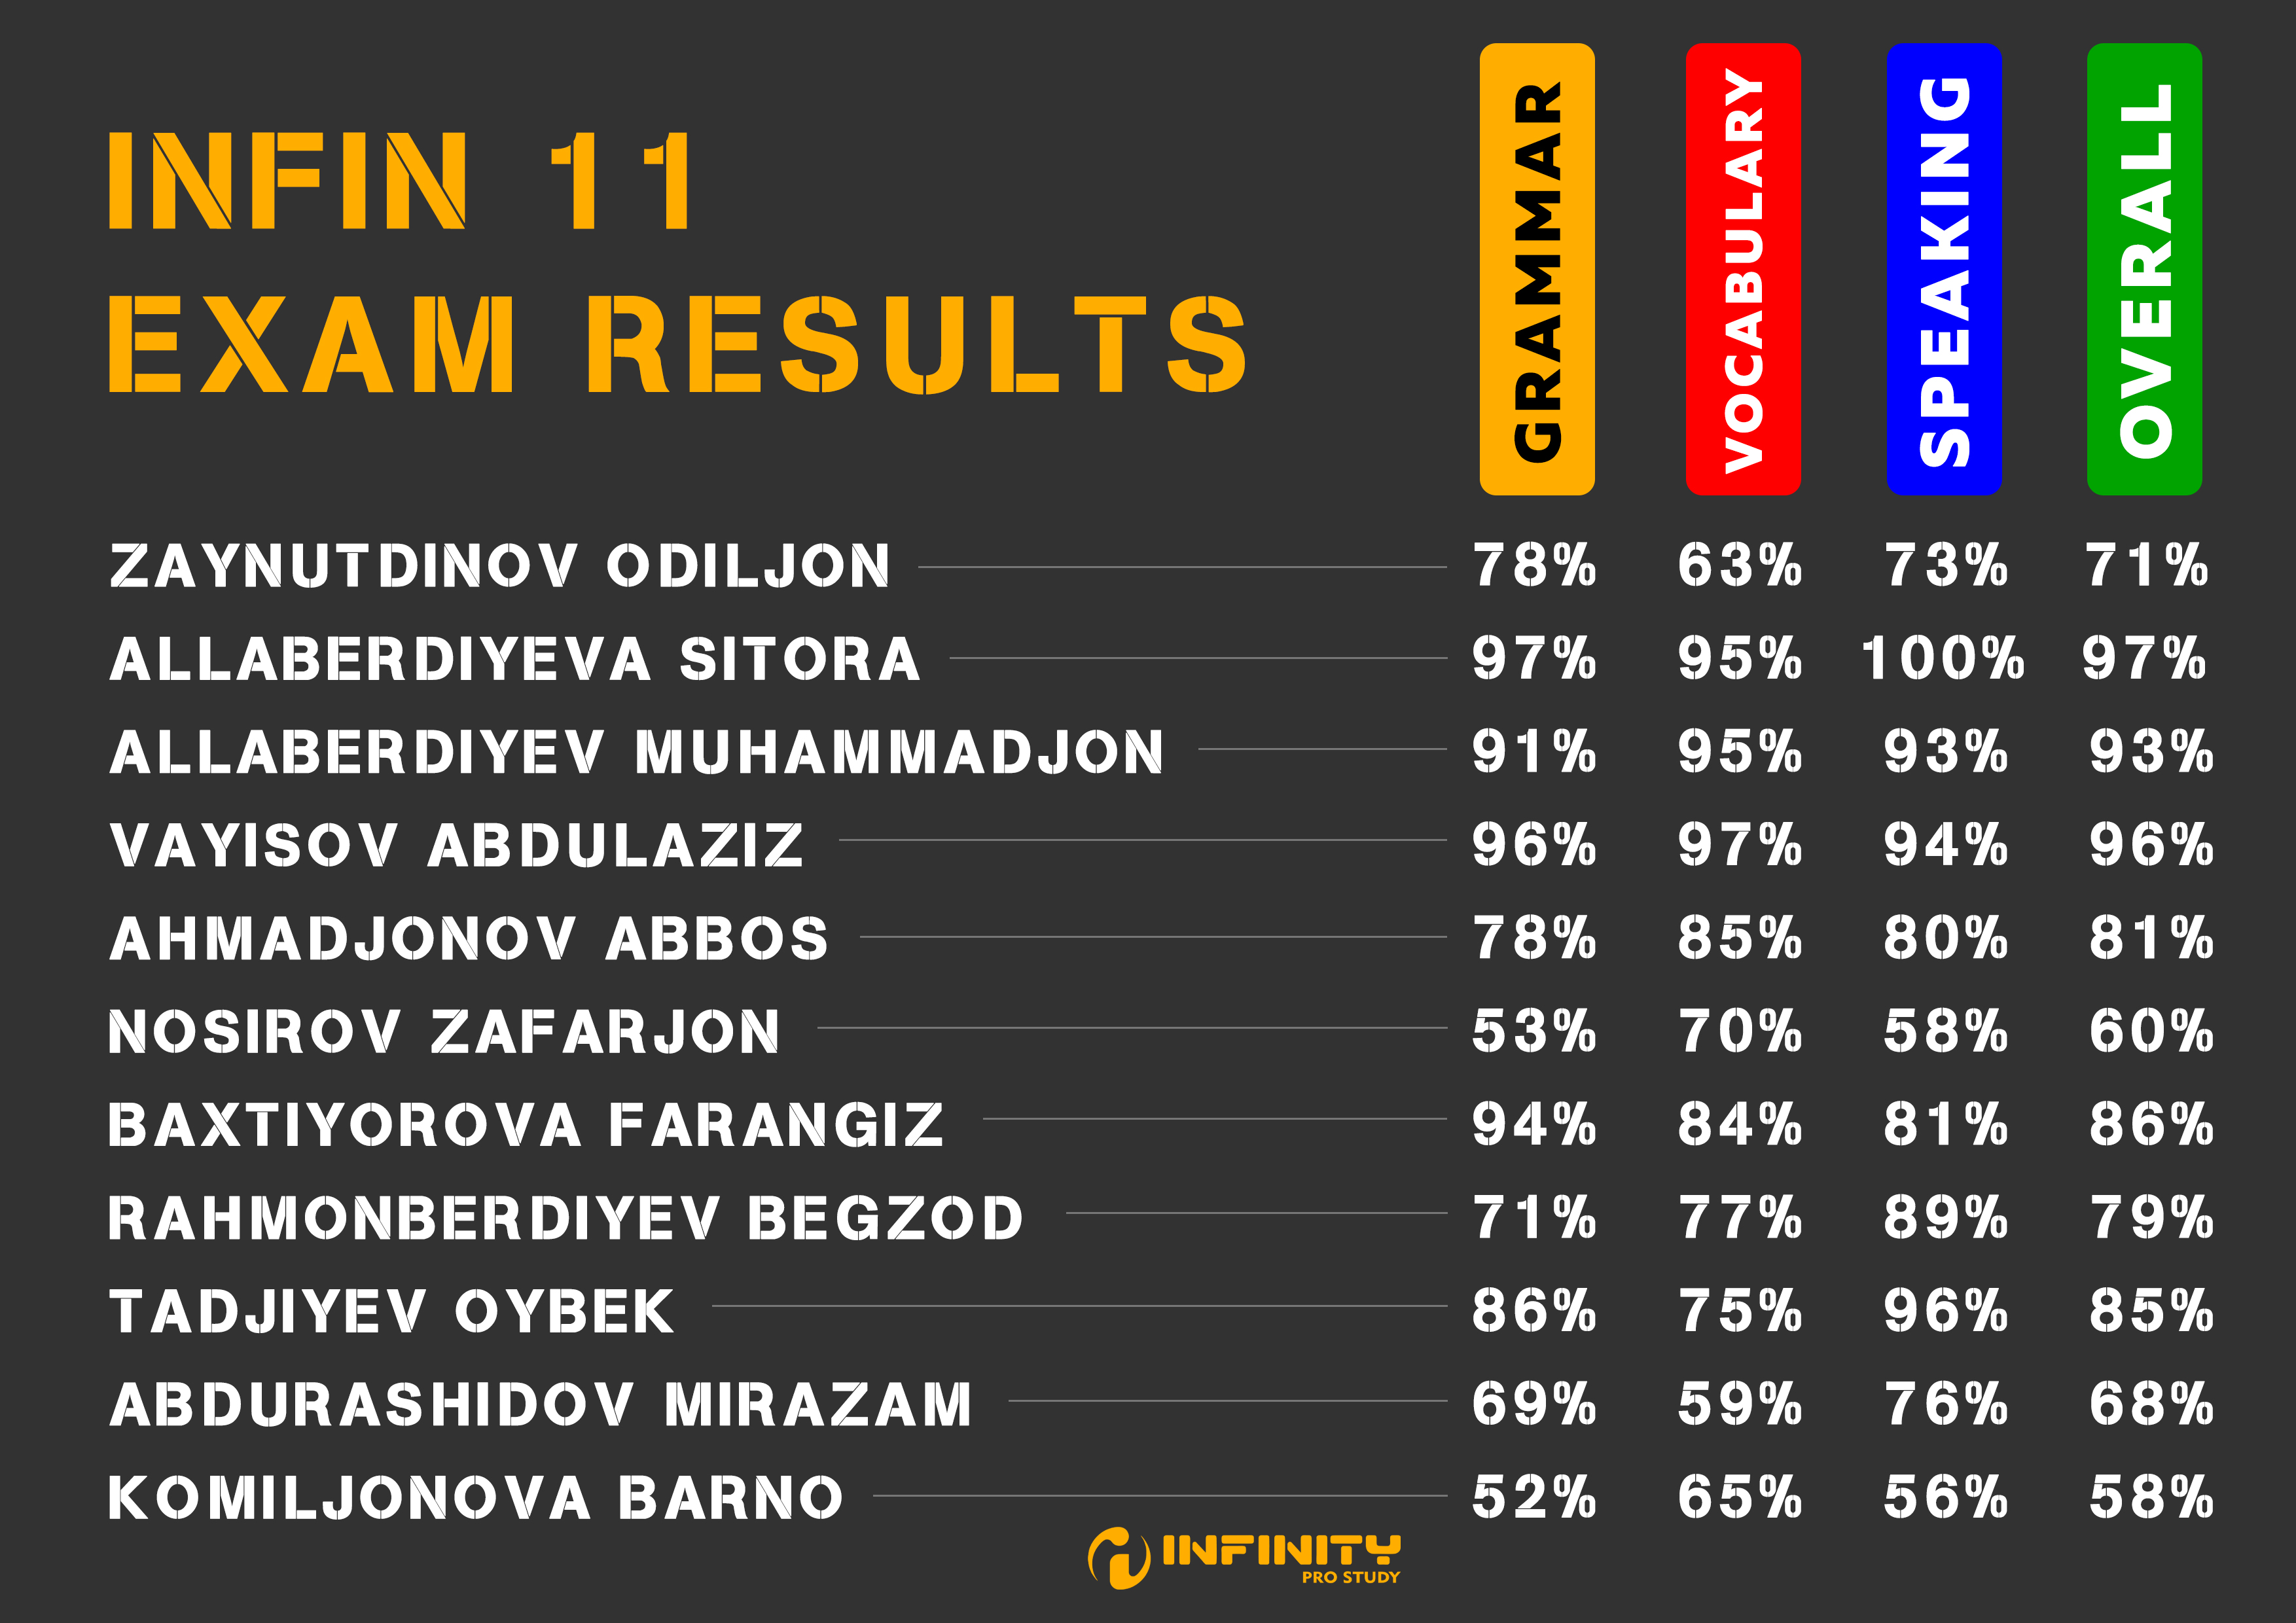 INFIN 11
EXAM RESULTS
GRAMMAR VOCABULARY SPEAKING OVERALL
ZAYNUTDINOV ODILJON 78% 63% 73% 71%
ALLABERDIYEVA SITORA 97% 95% 100% 97%
ALLABERDIYEV MUHAMMADJON 91% 95% 93% 93%
VAYISOV ABDULAZIZ 96% 97% 94% 96%
AHMADJONOV ABBOS 78% 85% 80% 81%
NOSIROV ZAFARJON 53% 70% 58% 60%
BAXTIYOROVA FARANGIZ 94% 84% 81% 86%
RAHMONBERDIYEV BEGZOD 71% 77% 89% 79%
TADJIYEV OYBEK 86% 75% 96% 85%
ABDURASHIDOV MIRAZAM 69% 59% 76% 68%
KOMILJONOVA BARNO 52% 65% 56% 58%
INFINITY
PRO STUDY